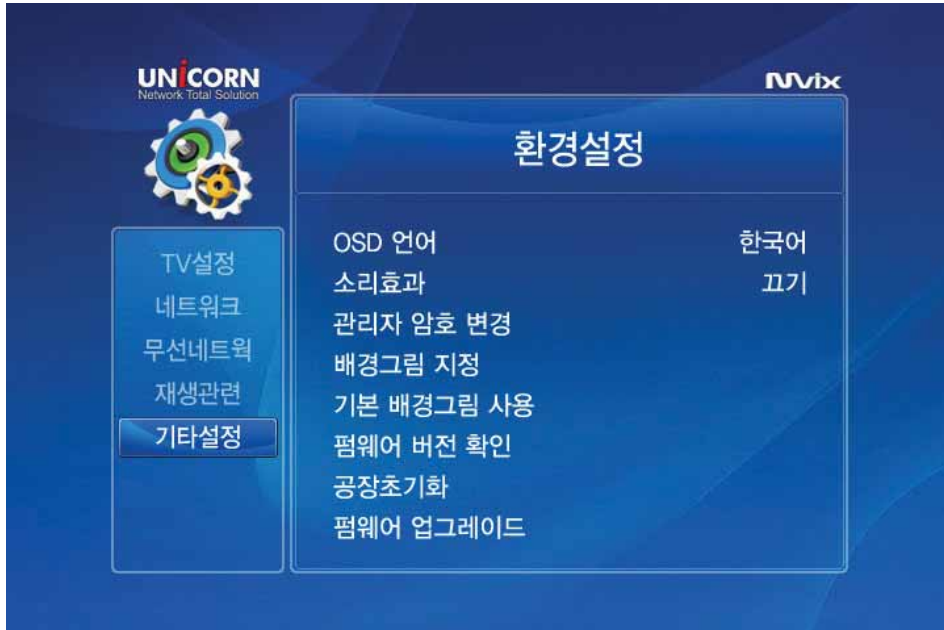 UNiCORN
Network Total Solution
Mvix
환경설정
TV설정
네트워크
무선네트웍
재생관련
기타설정
OSD 언어 한국어
소리효과 끄기
관리자 암호 변경
배경그림 지정
기본 배경그림 사용
펌웨어 버전 확인
공장초기화
펌웨어 업그레이드